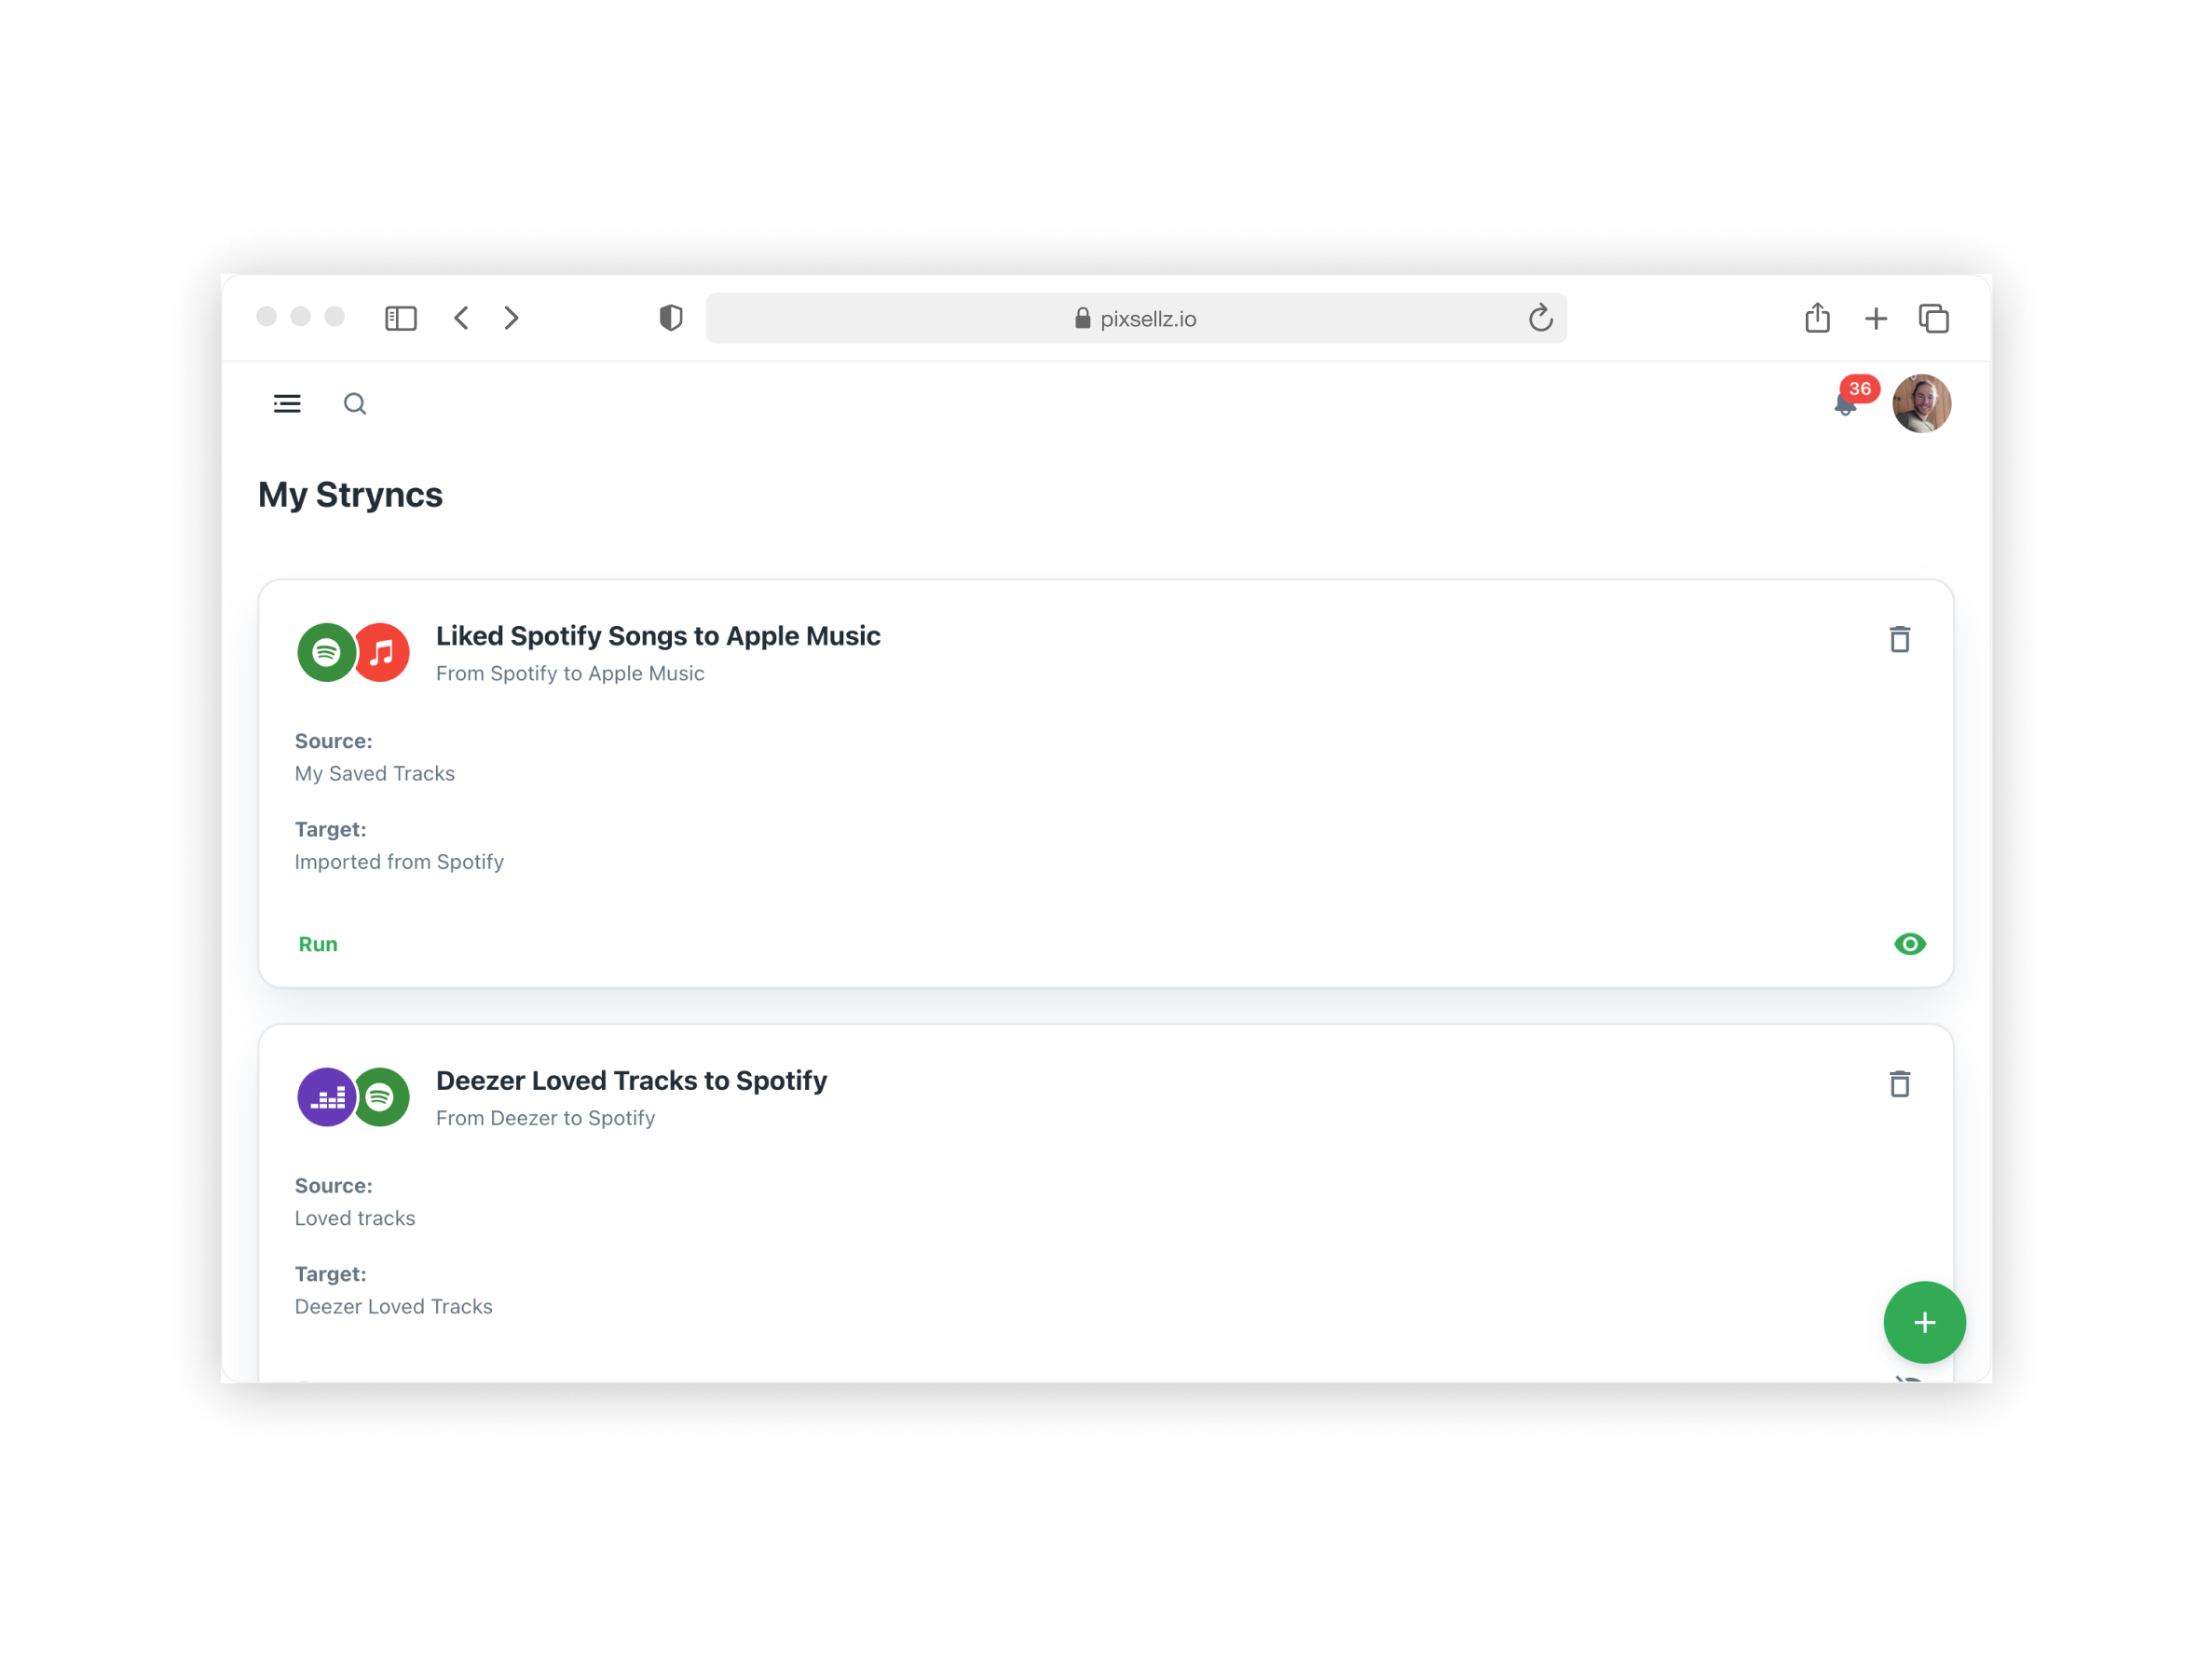 pixsellz.io
36
My Stryncs
Liked Spotify Songs to Apple Music
From Spotify to Apple Music
Source:
My Saved Tracks
Target:
Imported from Spotify
Run
Deezer Loved Tracks to Spotify
From Deezer to Spotify
Source:
Loved tracks
Target:
Deezer Loved Tracks